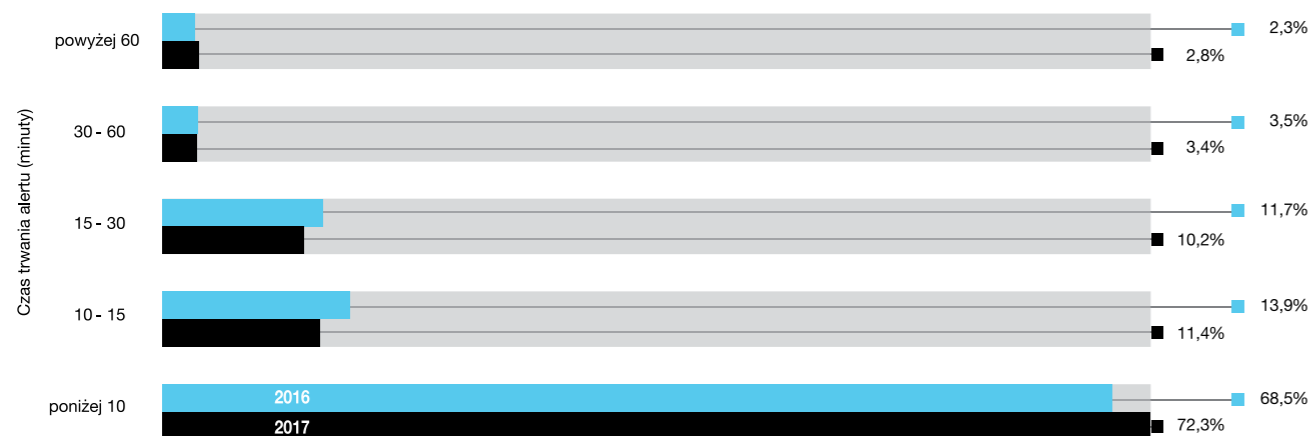 Czas trwania alertu (minuty)
powyżej 60
2,3%
2,8%
30 - 60
3,5%
3,4%
15 - 30
11,7%
10,2%
10 - 15
13,9%
11,4%
poniżej 10
2016
68,5%
2017
72,3%